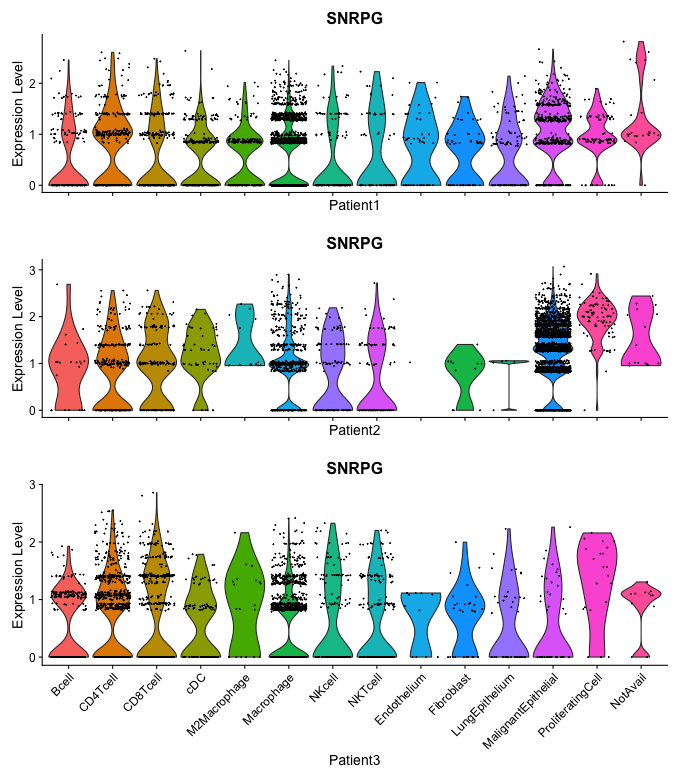 SNRPG
Expression Level
2
1
0
Patient1
SNRPG
Expression Level
3
2
1
0
Patient2
SNRPG
Expression Level
3
2
1
0
Bcell
CD4Tcell
CD8Tcell
cDC
M2Macrophage
Macrophage
NKcell
NKTcell
Endothelium
Fibroblast
LungEpithelium
MalignantEpithelial
ProliferatingCell
NotAvail
Patient3